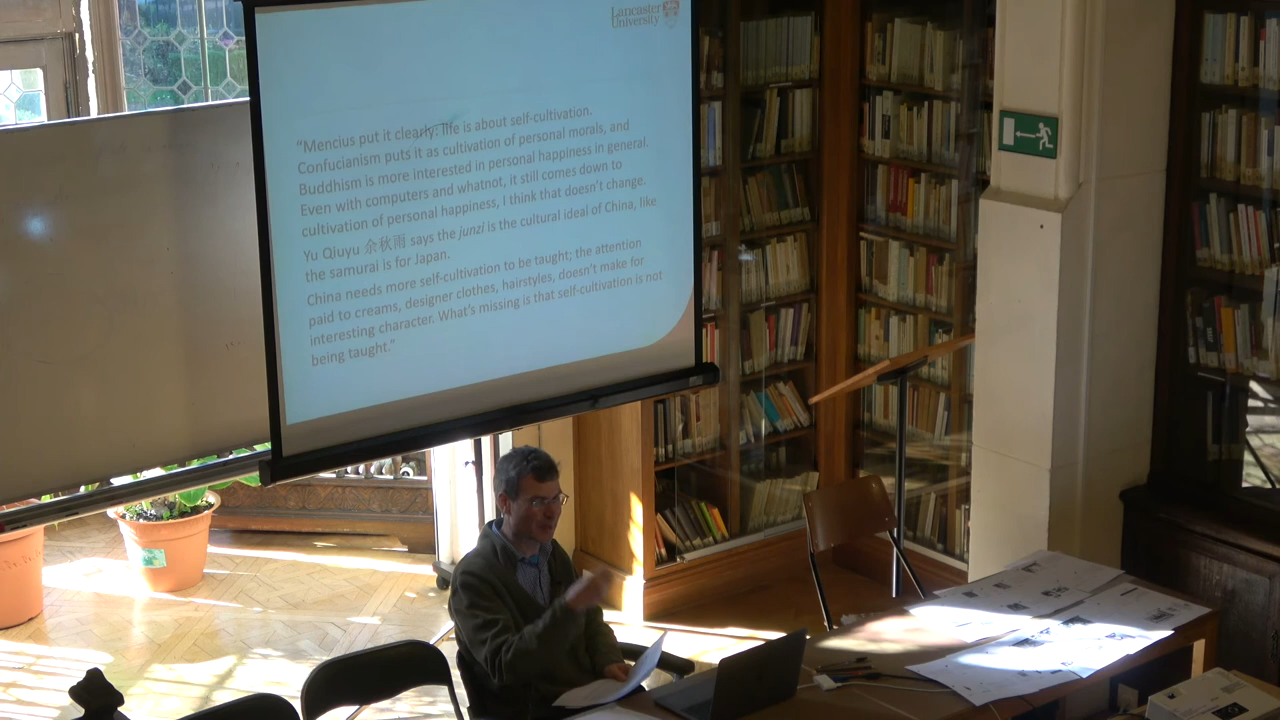 Lancaster
University
"Mencius put it clearly: life is about self-cultivation.
Confucianism puts it as cultivation of personal morals, and
Buddhism is more interested in personal happiness in general.
Even with computers and whatnot, it still comes down to
cultivation of personal happiness, I think that doesn't change.
Yu Qiuyu 余秋雨 says the junzi is the cultural ideal of China, like
the samurai is for Japan.
China needs more self-cultivation to be taught; the attention
paid to creams, designer clothes, hairstyles, doesn't make for
interesting character. What's missing is that self-cultivation is not
being taught."